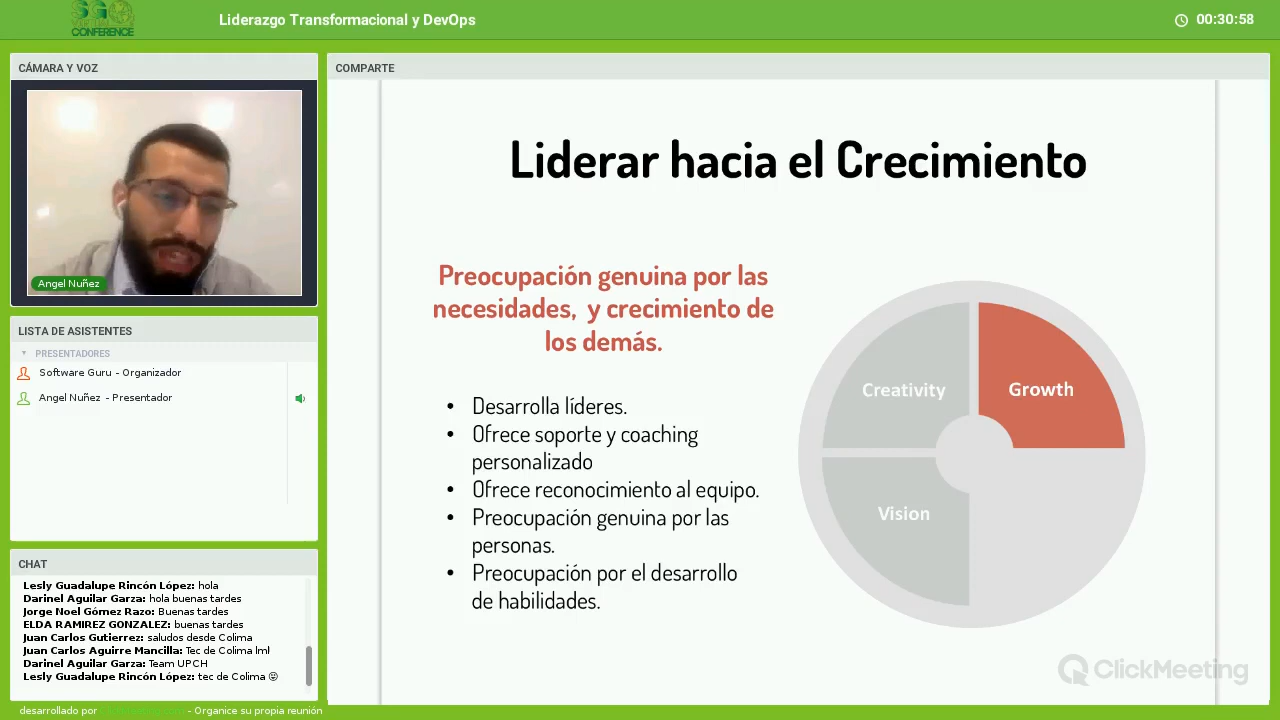 SG
CONFERENCE
Liderazgo Transformacional y DevOps
00:30:58
CÁMARA Y VOZ
Angel Nuñez
LISTA DE ASISTENTES
PRESENTADORES
Software Guru - Organizador
Angel Nuñez - Presentador
CHAT
Lesly Guadalupe Rincón López: hola
Darinel Aguilar Garza: hola buenas tardes
Jorge Noel Gómez Razo: Buenas tardes
ELDA RAMIREZ GONZALEZ: buenas tardes
Juan Carlos Gutierrez: saludos desde Colima
Juan Carlos Aguirre Mancilla: Tec de Colima lml
Darinel Aguilar Garza: Team UPCH
Lesly Guadalupe Rincón López: tec de Colima 😛
desarrollado por - Organice su propia reunión
COMPARTE
Liderar hacia el Crecimiento
Preocupación genuina por las
necesidades, y crecimiento de
los demás.
• Desarrolla líderes.
• Ofrece soporte y coaching
personalizado
• Ofrece reconocimiento al equipo.
• Preocupación genuina por las
personas.
• Preocupación por el desarrollo
de habilidades.
Creativity
Growth
Vision
ClickMeeting